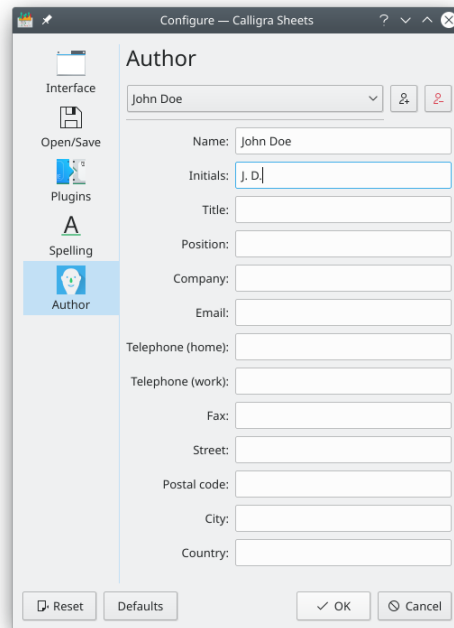 Configure — Calligra Sheets
Interface
Open/Save
Plugins
Spelling
Author
Author
John Doe
Name: John Doe
Initials: J. D.
Title:
Position:
Company:
Email:
Telephone (home):
Telephone (work):
Fax:
Street:
Postal code:
City:
Country:
Reset Defaults OK Cancel